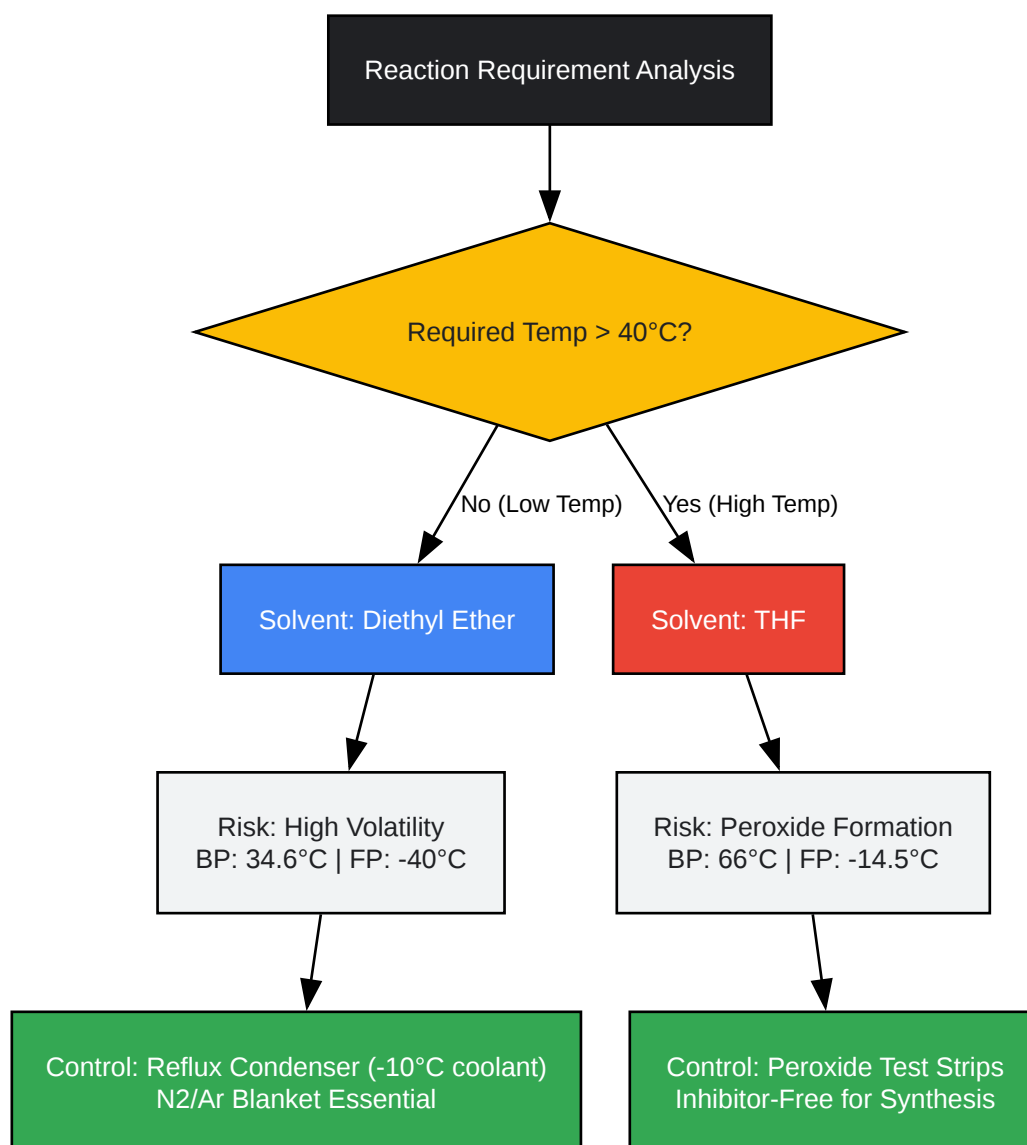 Reaction Requirement Analysis
Required Temp > 40°C?
No (Low Temp)
Yes (High Temp)
Solvent: Diethyl Ether
Solvent: THF
Risk: High Volatility
BP: 34.6°C | FP: -40°C
Risk: Peroxide Formation
BP: 66°C | FP: -14.5°C
Control: Reflux Condenser (-10°C coolant)
N2/Ar Blanket Essential
Control: Peroxide Test Strips
Inhibitor-Free for Synthesis